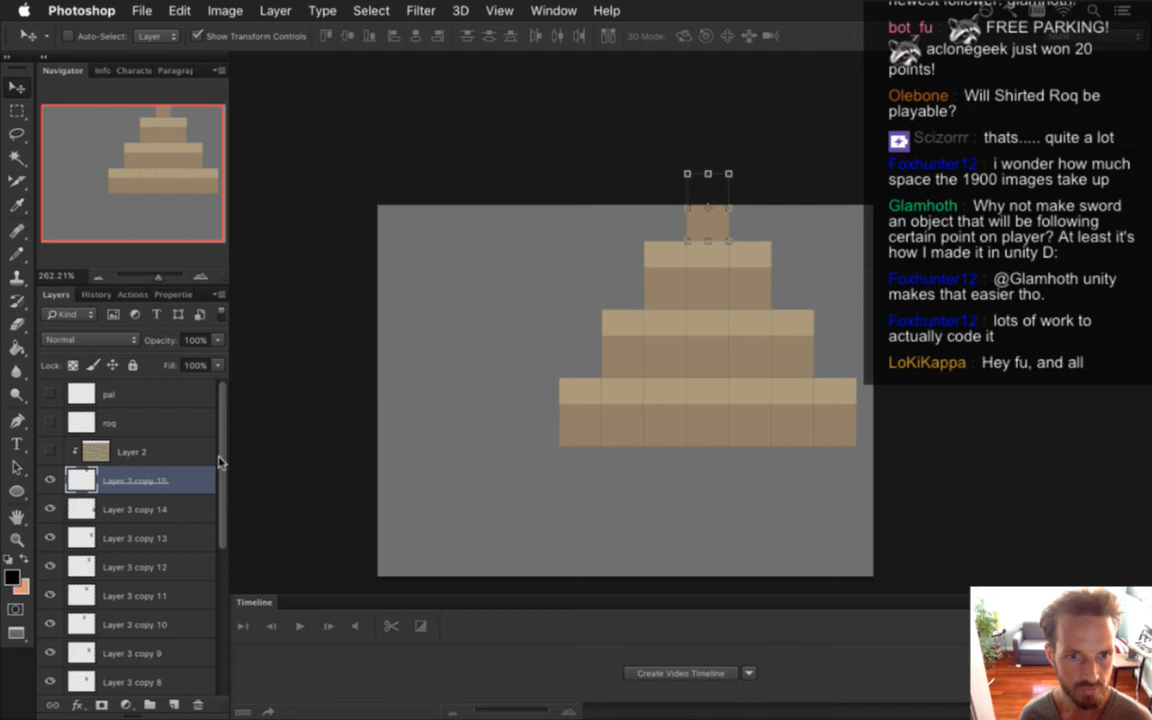 Photoshop File Edit Image Layer Type Select Filter 3D View Window Help
Auto-Select: Layer Show Transform Controls 3D Mode:
Navigator Info Characte Paragraj
262.21%
Layers History Actions Propertie
Kind
Normal Opacity: 100%
Lock: Fill: 100%
pal
roq
Layer 2
Layer 3 copy 15
Layer 3 copy 14
Layer 3 copy 13
Layer 3 copy 12
Layer 3 copy 11
Layer 3 copy 10
Layer 3 copy 9
Layer 3 copy 8
Timeline
Create Video Timeline
newest follower: glamhoth!
bot_fu FREE PARKING!
aclonegeek just won 20
points!
Olebone : Will Shirted Roq be
playable?
Scizorrr : thats..... quite a lot
Foxhunter12 : i wonder how much
space the 1900 images take up
Glamhoth : Why not make sword
an object that will be following
certain point on player? At least it's
how I made it in unity D:
Foxhunter12 : @Glamhoth unity
makes that easier tho.
Foxhunter12 : lots of work to
actually code it
LoKiKappa : Hey fu, and all